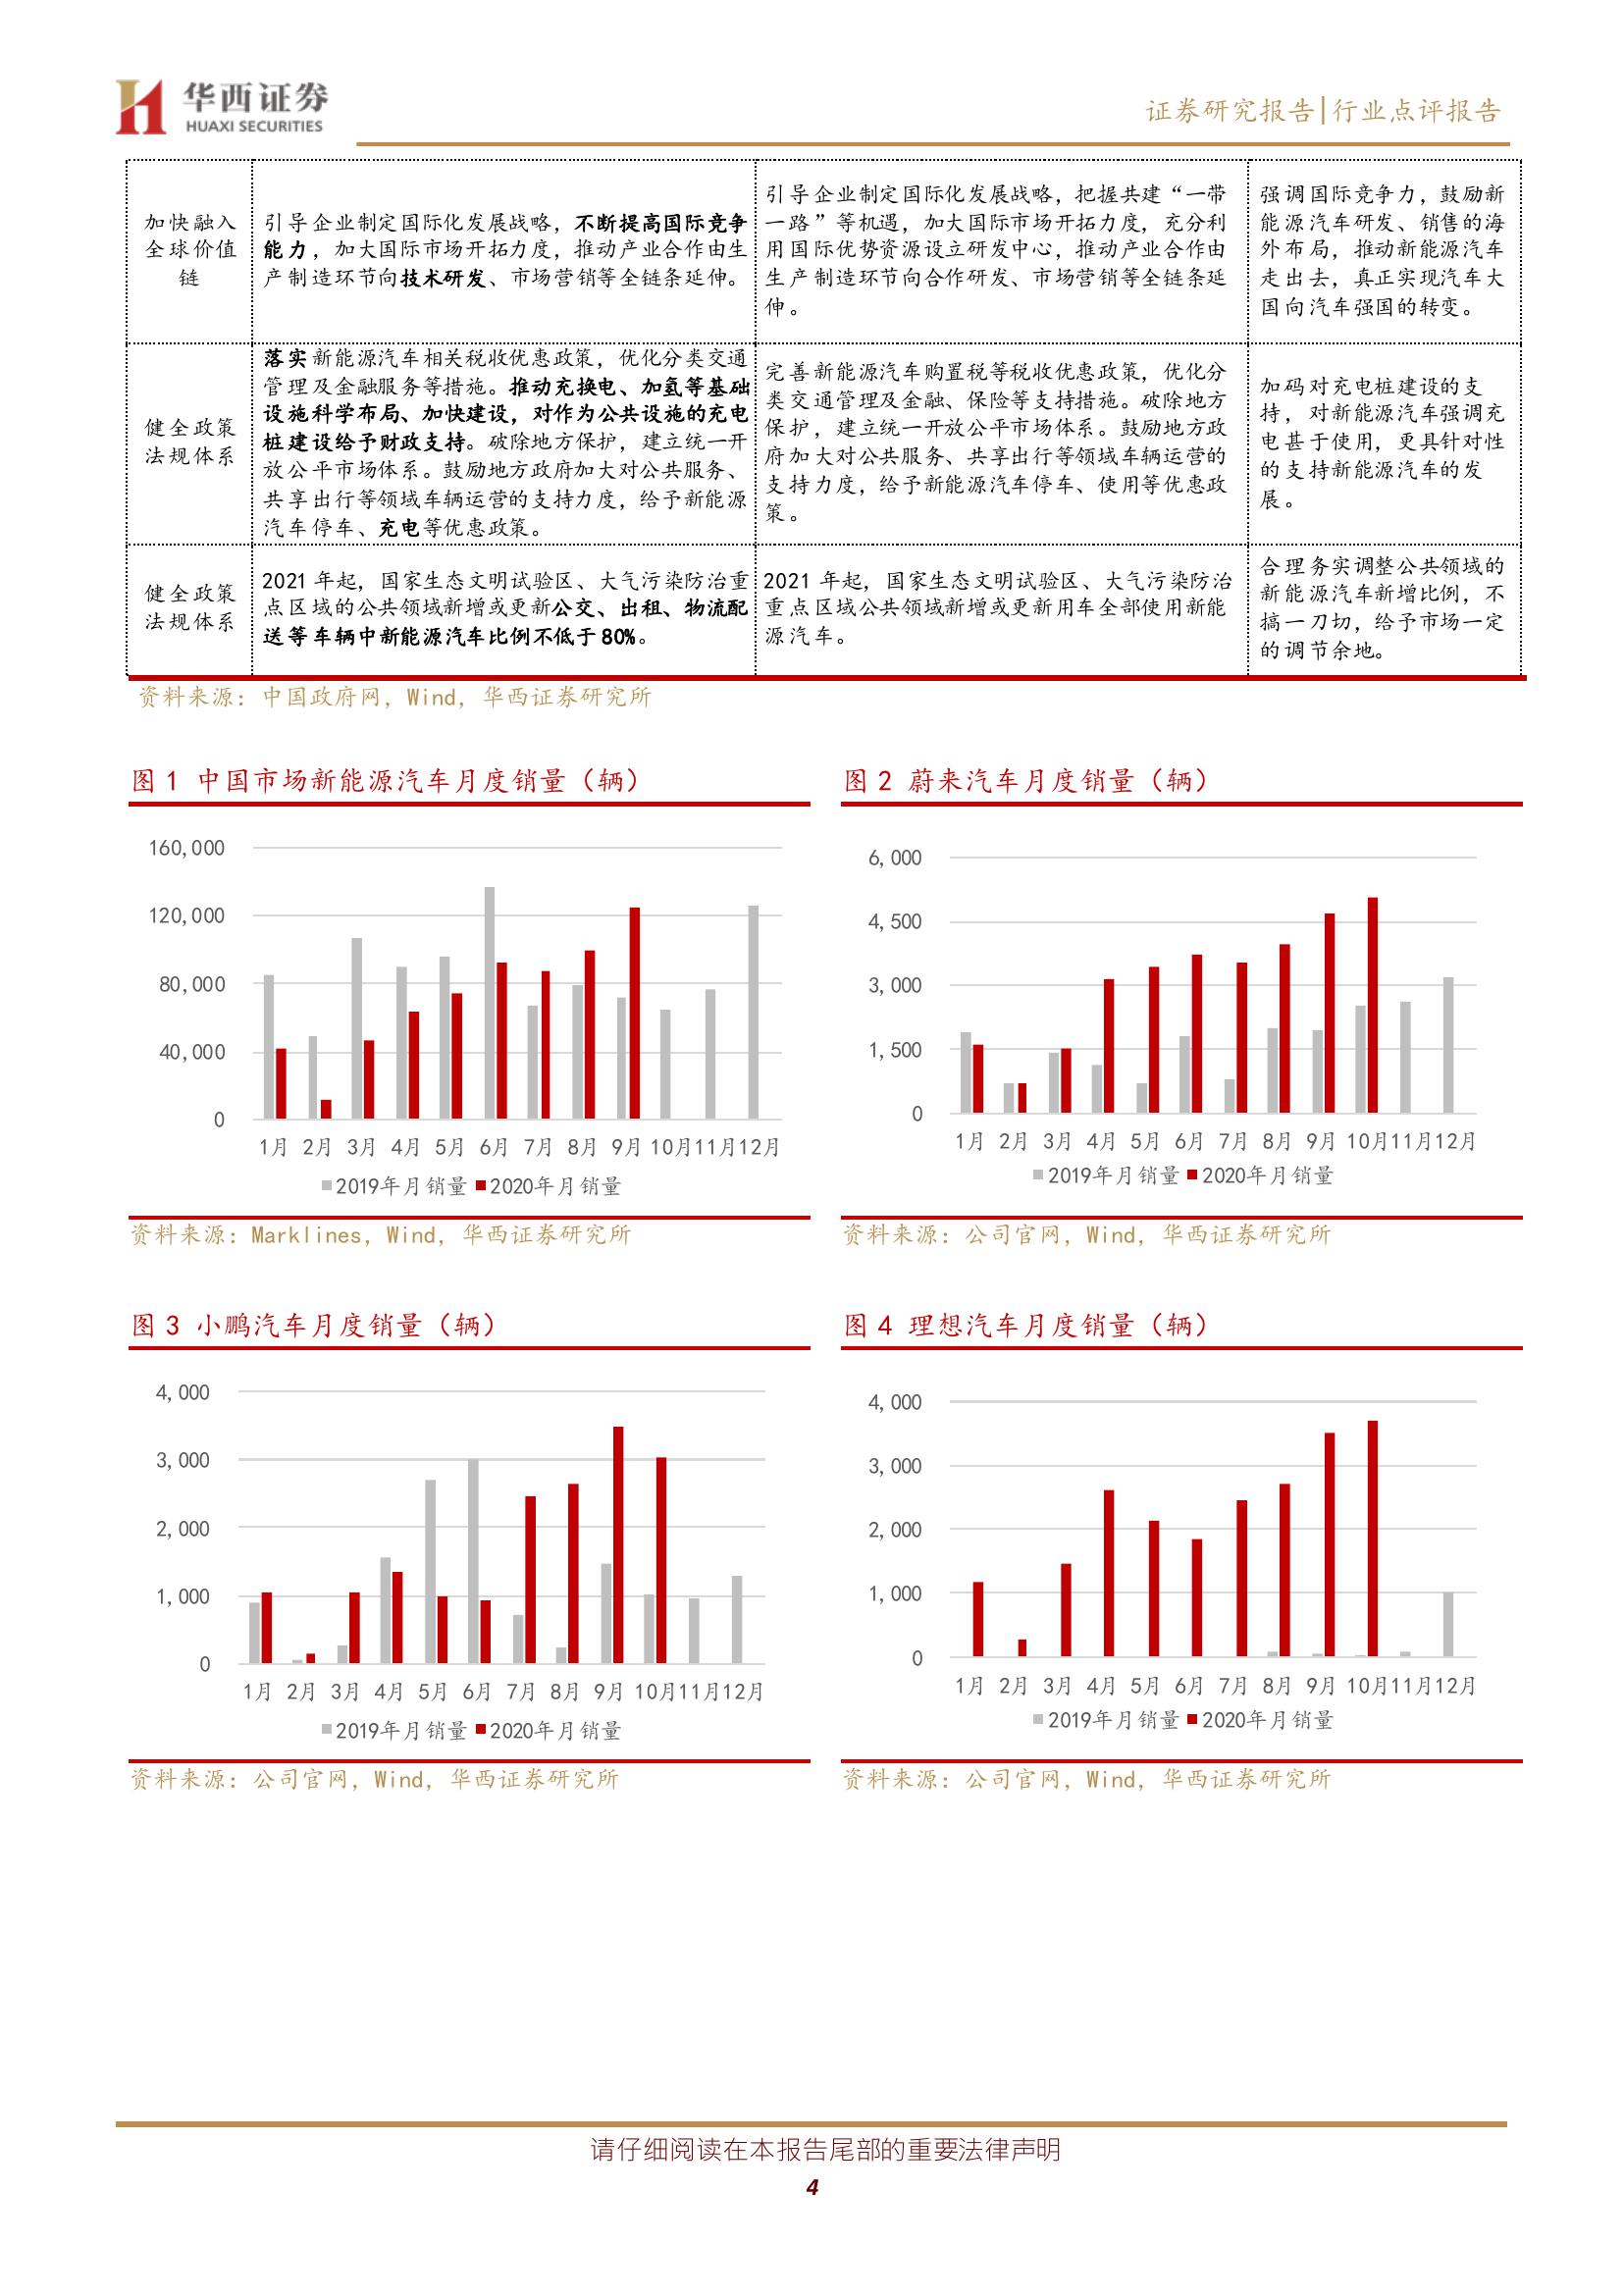 华西证券
HUAXI SECURITIES
证券研究报告|行业点评报告
加快融入
全球价值
链
引导企业制定国际化发展战略，不断提高国际竞争
能力，加大国际市场开拓力度，推动产业合作由生
产制造环节向技术研发、市场营销等全链条延伸。
引导企业制定国际化发展战略，把握共建“一带
一路”等机遇，加大国际市场开拓力度，充分利
用国际优势资源设立研发中心，推动产业合作由
生产制造环节向合作研发、市场营销等全链条延
伸。
强调国际竞争力，鼓励新
能源汽车研发、销售的海
外布局，推动新能源汽车
走出去，真正实现汽车大
国向汽车强国的转变。
健全政策
法规体系
落实新能源汽车相关税收优惠政策，优化分类交通
管理及金融服务等措施。推动充换电、加氢等基础
设施科学布局、加快建设，对作为公共设施的充电
桩建设给予财政支持。破除地方保护，建立统一开
放公平市场体系。鼓励地方政府加大对公共服务、
共享出行等领域车辆运营的支持力度，给予新能源
汽车停车、充电等优惠政策。
完善新能源汽车购置税等税收优惠政策，优化分
类交通管理及金融、保险等支持措施。破除地方
保护，建立统一开放公平市场体系。鼓励地方政
府加大对公共服务、共享出行等领域车辆运营的
支持力度，给予新能源汽车停车、使用等优惠政
策。
加码对充电桩建设的支
持，对新能源汽车强调充
电甚于使用，更具针对性
的支持新能源汽车的发
展。
健全政策
法规体系
2021 年起，国家生态文明试验区、大气污染防治重
点区域的公共领域新增或更新公交、出租、物流配
送等车辆中新能源汽车比例不低于 80%。
2021 年起，国家生态文明试验区、大气污染防治
重点区域公共领域新增或更新用车全部使用新能
源汽车。
合理务实调整公共领域的
新能源汽车新增比例，不
搞一刀切，给予市场一定
的调节余地。
资料来源：中国政府网，Wind，华西证券研究所
图 1 中国市场新能源汽车月度销量（辆）
160,000
120,000
80,000
40,000
0
1月 2月 3月 4月 5月 6月 7月 8月 9月 10月11月12月
2019年月销量 2020年月销量
资料来源：Marklines，Wind，华西证券研究所
图 2 蔚来汽车月度销量（辆）
6,000
4,500
3,000
1,500
0
1月 2月 3月 4月 5月 6月 7月 8月 9月 10月11月12月
2019年月销量 2020年月销量
资料来源：公司官网，Wind，华西证券研究所
图 3 小鹏汽车月度销量（辆）
4,000
3,000
2,000
1,000
0
1月 2月 3月 4月 5月 6月 7月 8月 9月 10月11月12月
2019年月销量 2020年月销量
资料来源：公司官网，Wind，华西证券研究所
图 4 理想汽车月度销量（辆）
4,000
3,000
2,000
1,000
0
1月 2月 3月 4月 5月 6月 7月 8月 9月 10月11月12月
2019年月销量 2020年月销量
资料来源：公司官网，Wind，华西证券研究所
请仔细阅读在本报告尾部的重要法律声明
4